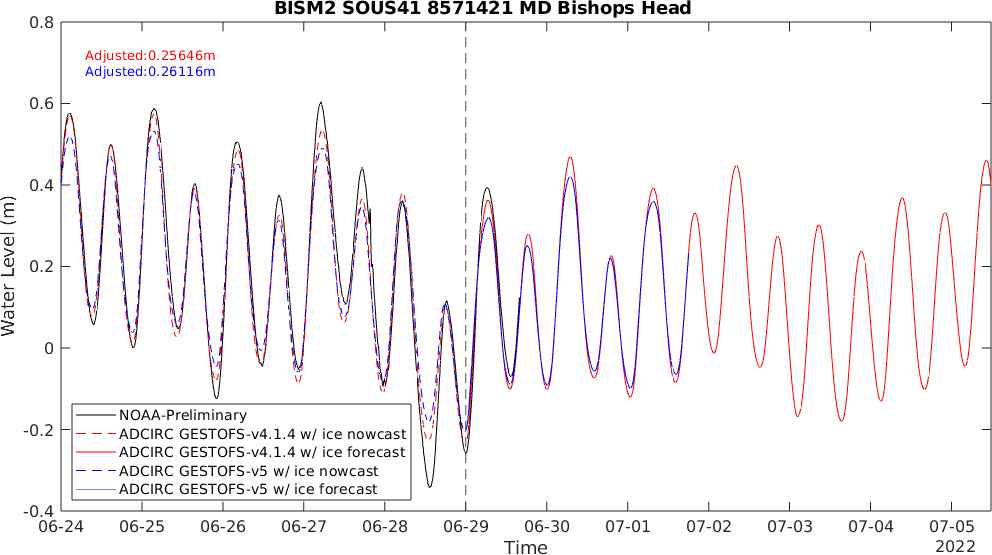 BISM2 SOUS41 8571421 MD Bishops Head
Adjusted:0.25646m
Adjusted:0.26116m
Water Level (m)
0.8
0.6
0.4
0.2
0
-0.2
-0.4
NOAA-Preliminary
ADCIRC GESTOFS-v4.1.4 w/ ice nowcast
ADCIRC GESTOFS-v4.1.4 w/ ice forecast
ADCIRC GESTOFS-v5 w/ ice nowcast
ADCIRC GESTOFS-v5 w/ ice forecast
06-24 06-25 06-26 06-27 06-28 06-29 06-30 07-01 07-02 07-03 07-04 07-05
Time
2022